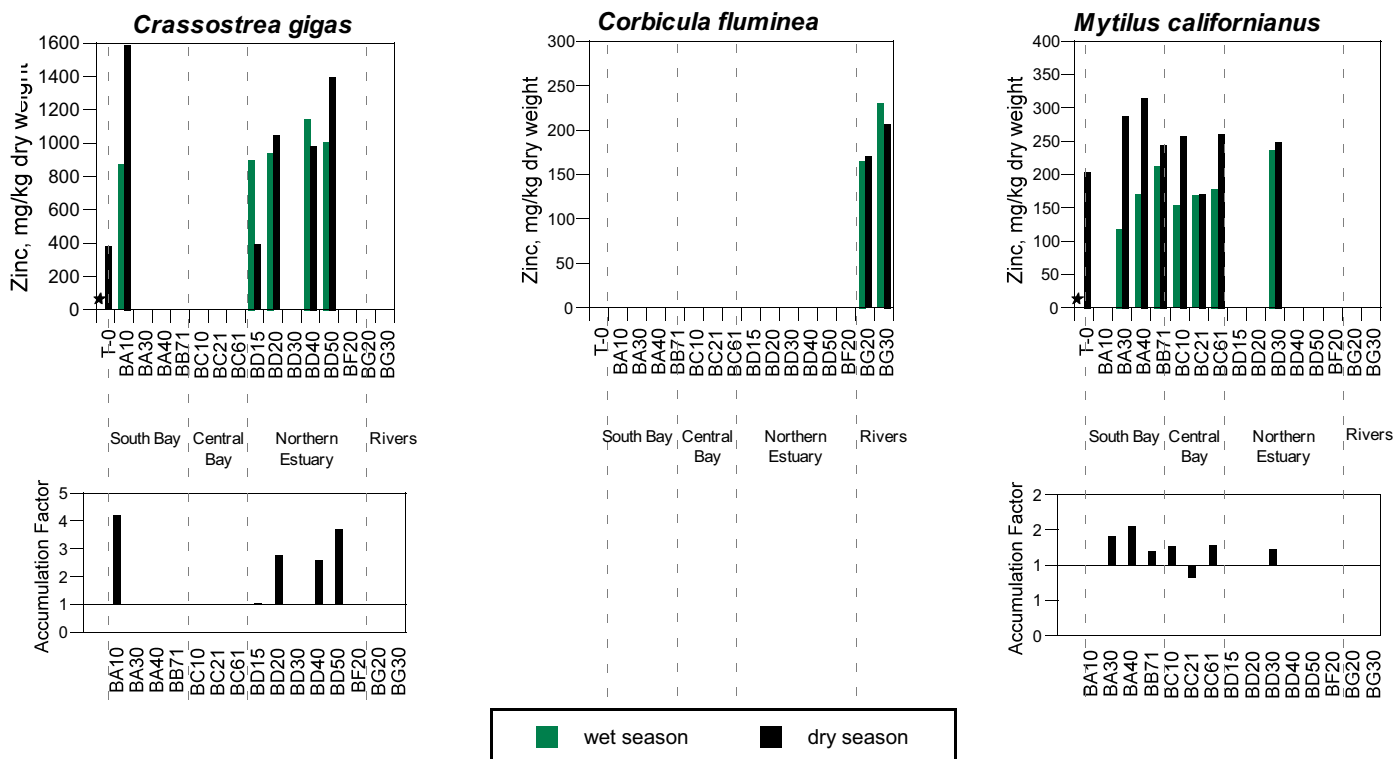 Crassostrea gigas
Zinc, mg/kg dry weight
1600
1400
1200
1000
800
600
400
200
0
T-0
BA10
BA30
BA40
BB71
BC10
BC21
BC61
BD15
BD20
BD30
BD40
BD50
BF20
BG20
BG30
South Bay
Central
Bay
Northern
Estuary
Rivers
Accumulation Factor
5
4
3
2
1
0
BA10
BA30
BA40
BB71
BC10
BC21
BC61
BD15
BD20
BD30
BD40
BD50
BF20
BG20
BG30
Corbicula fluminea
Zinc, mg/kg dry weight
300
250
200
150
100
50
0
T-0
BA10
BA30
BA40
BB71
BC10
BC21
BC61
BD15
BD20
BD30
BD40
BD50
BF20
BG20
BG30
South Bay
Central
Bay
Northern
Estuary
Rivers
Mytilus californianus
Zinc, mg/kg dry weight
400
350
300
250
200
150
100
50
0
T-0
BA10
BA30
BA40
BB71
BC10
BC21
BC61
BD15
BD20
BD30
BD40
BD50
BF20
BG20
BG30
South Bay
Central
Bay
Northern
Estuary
Rivers
Accumulation Factor
2
2
1
1
0
BA10
BA30
BA40
BB71
BC10
BC21
BC61
BD15
BD20
BD30
BD40
BD50
BF20
BG20
BG30
wet season
dry season